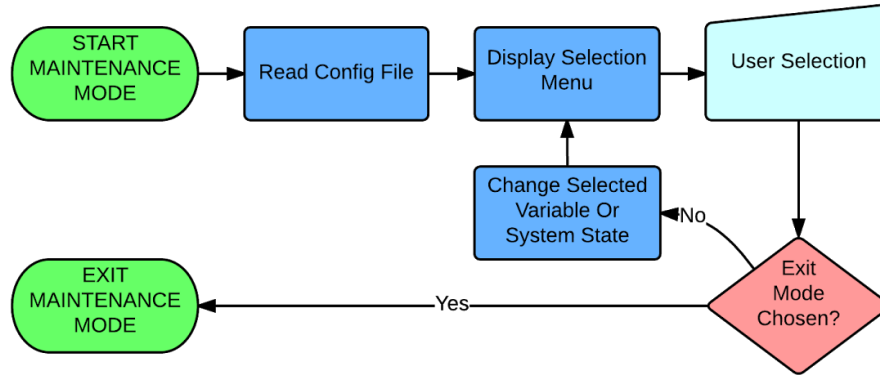 START
MAINTENANCE
MODE
Read Config File
Display Selection
Menu
User Selection
Change Selected
Variable Or
System State
No
EXIT
MAINTENANCE
MODE
Yes
Exit
Mode
Chosen?